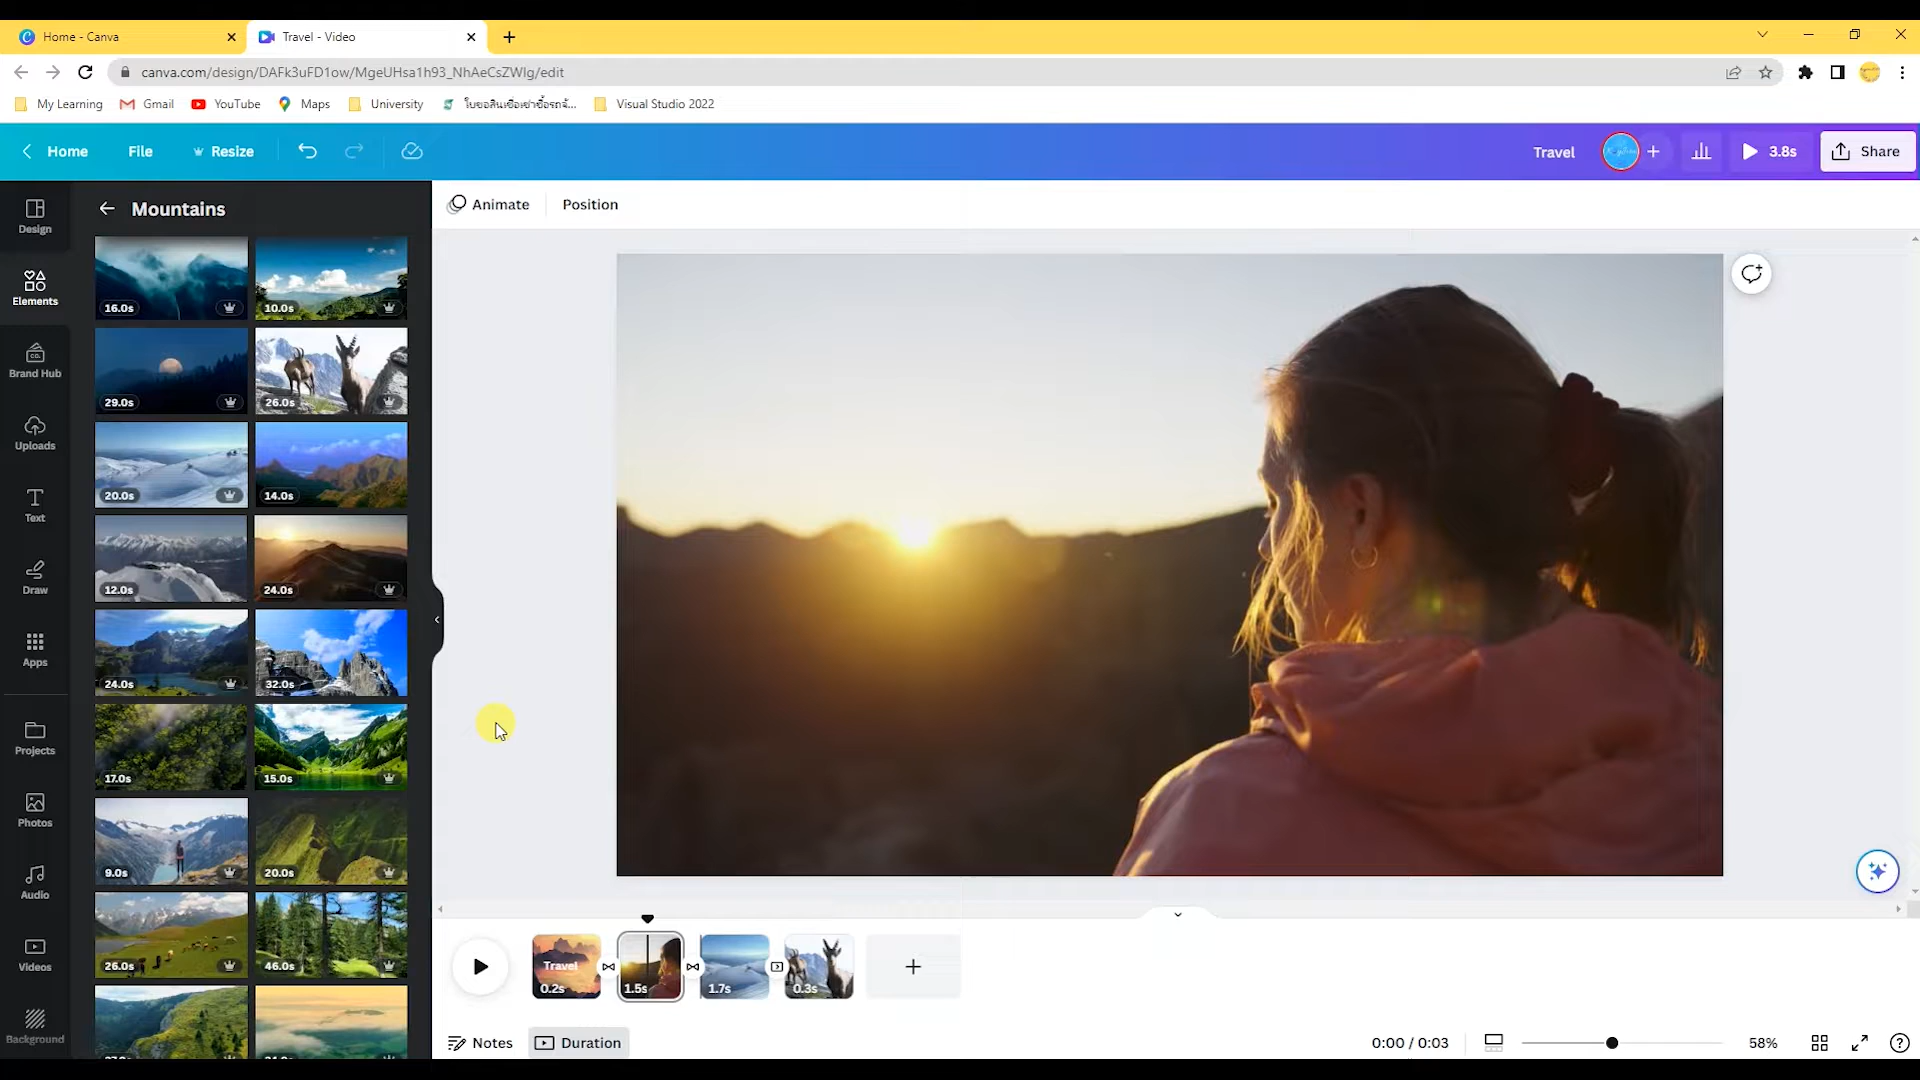 Home - Canva
Travel - Video
canva.com/design/DAFk3uFD1ow/MgeUHsa1h93_NhAeCsZWlg/edit
My Learning
Gmail
YouTube
Maps
University
Visual Studio 2022
Home
File
Resize
Travel
3.8s
Share
Design
Elements
Brand Hub
Uploads
Text
Draw
Apps
Projects
Photos
Audio
Videos
Background
Mountains
16.0s
10.0s
29.0s
26.0s
20.0s
14.0s
12.0s
24.0s
24.0s
32.0s
17.0s
15.0s
9.0s
20.0s
26.0s
46.0s
Animate
Position
Travel
0.2s
1.5s
1.7s
0.3s
Notes
Duration
0:00 / 0:03
58%